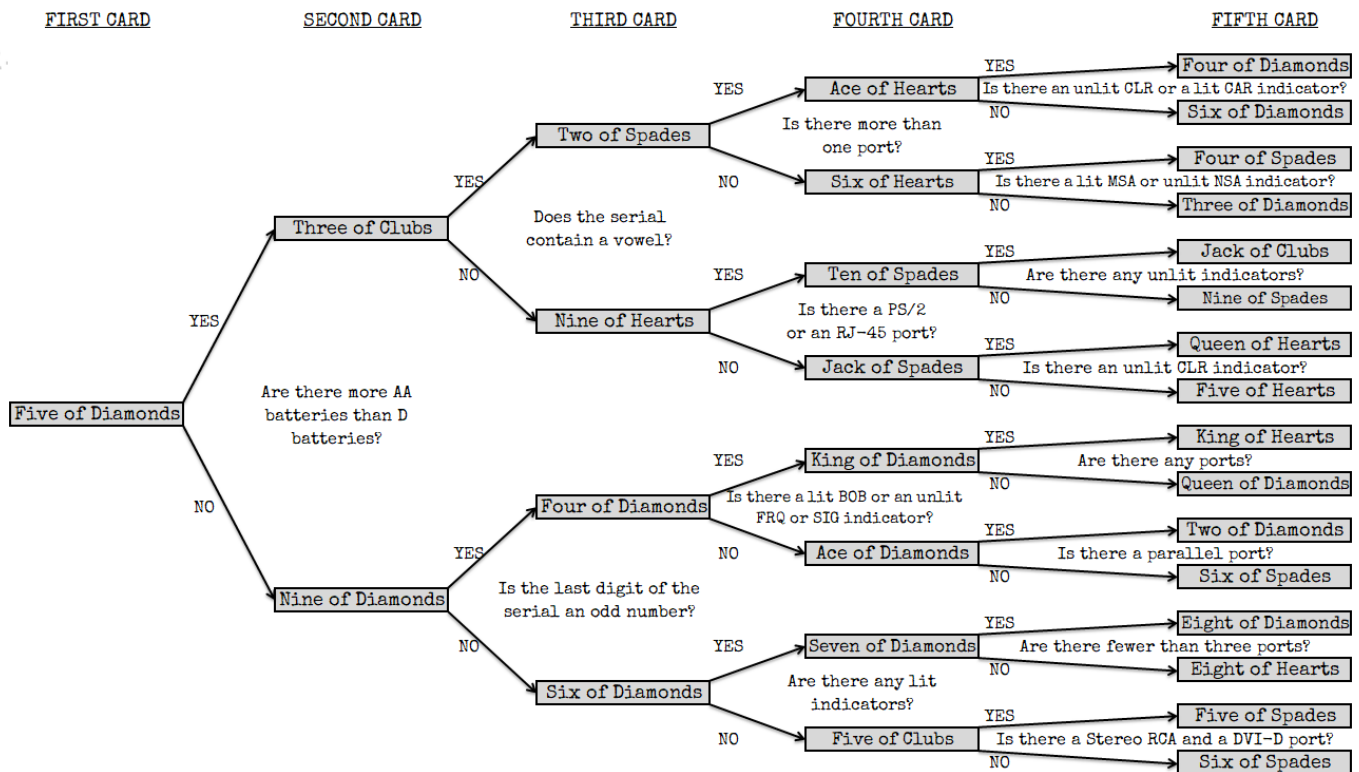 FIRST CARD
SECOND CARD
THIRD CARD
FOURTH CARD
FIFTH CARD
Five of Diamonds
YES
NO
Are there more AA
batteries than D
batteries?
Three of Clubs
Nine of Diamonds
YES
NO
Does the serial
contain a vowel?
YES
NO
Is the last digit of the
serial an odd number?
Two of Spades
Nine of Hearts
Four of Diamonds
Six of Diamonds
YES
Is there more than
one port?
NO
YES
Is there a PS/2
or an RJ-45 port?
NO
YES
Is there a lit BOB or an unlit
FRQ or SIG indicator?
NO
YES
Are there any lit
indicators?
NO
Ace of Hearts
Six of Hearts
Ten of Spades
Jack of Spades
King of Diamonds
Ace of Diamonds
Seven of Diamonds
Five of Clubs
YES
Is there an unlit CLR or a lit CAR indicator?
NO
YES
Is there a lit MSA or unlit NSA indicator?
NO
YES
Are there any unlit indicators?
NO
YES
Is there an unlit CLR indicator?
NO
YES
Are there any ports?
NO
YES
Is there a parallel port?
NO
YES
Are there fewer than three ports?
NO
YES
Is there a Stereo RCA and a DVI-D port?
NO
Four of Diamonds
Six of Diamonds
Four of Spades
Three of Diamonds
Jack of Clubs
Nine of Spades
Queen of Hearts
Five of Hearts
King of Hearts
Queen of Diamonds
Two of Diamonds
Six of Spades
Eight of Diamonds
Eight of Hearts
Five of Spades
Six of Spades